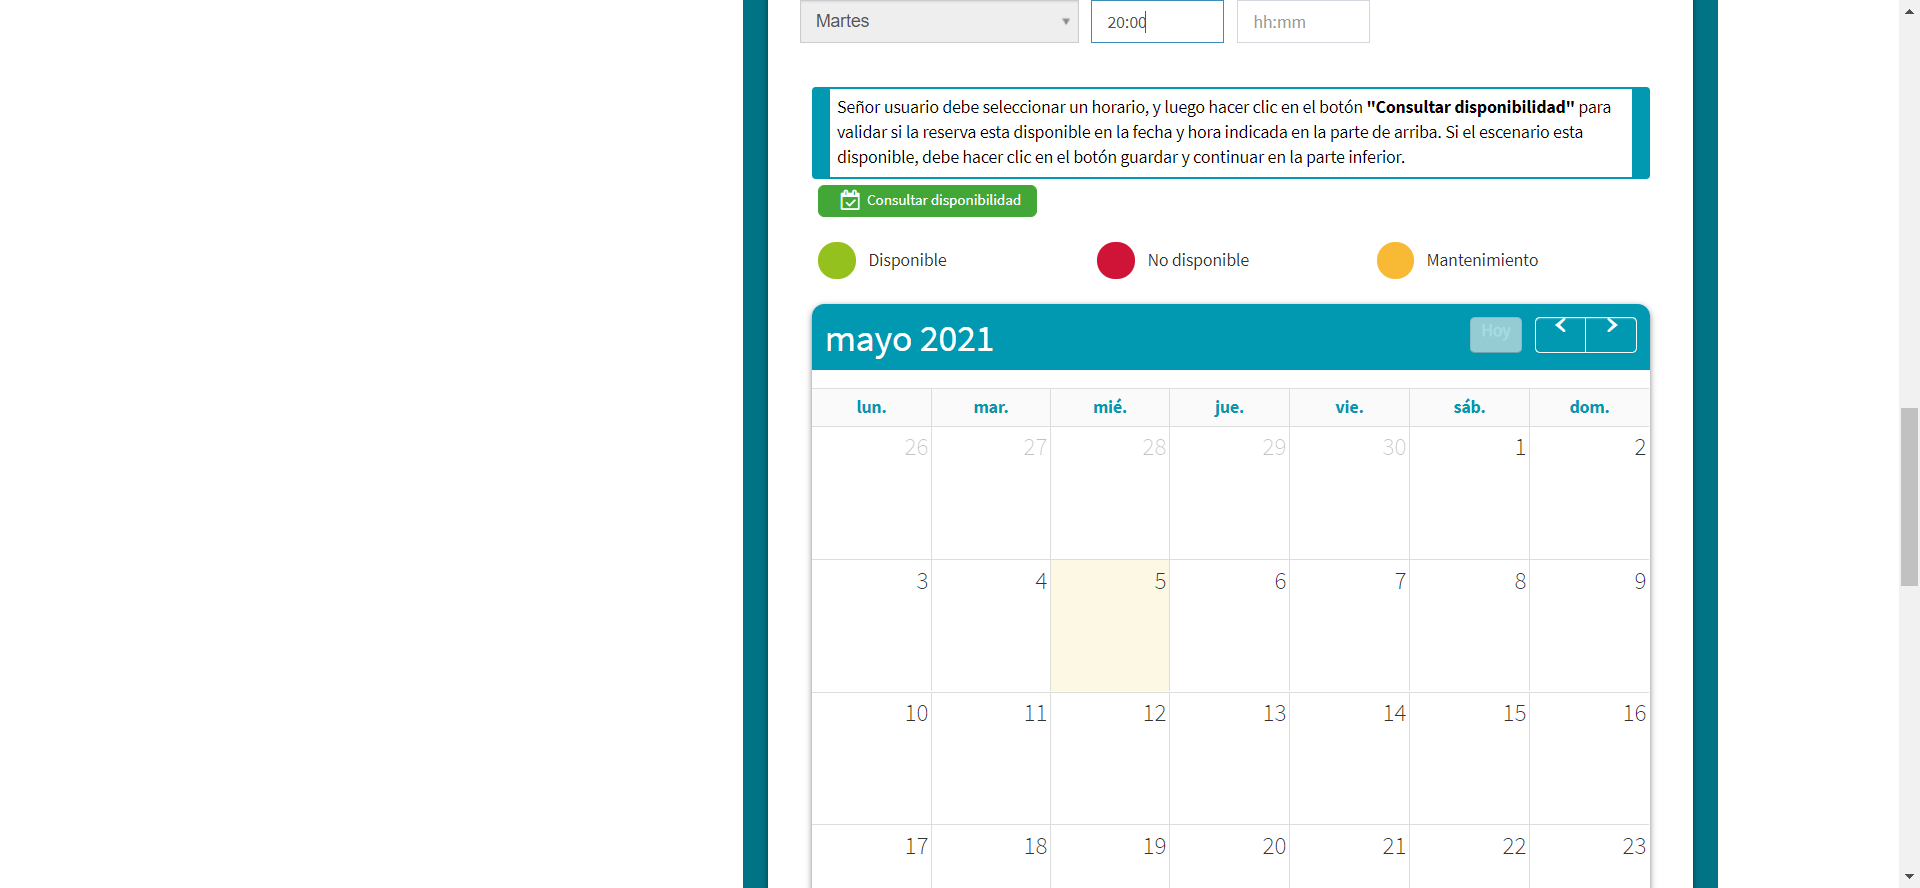 Martes 20:00 hh:mm
Señor usuario debe seleccionar un horario, y luego hacer clic en el botón "Consultar disponibilidad" para
validar si la reserva esta disponible en la fecha y hora indicada en la parte de arriba. Si el escenario esta
disponible, debe hacer clic en el botón guardar y continuar en la parte inferior.
Consultar disponibilidad
Disponible No disponible Mantenimiento
mayo 2021 Hoy
lun. mar. mié. jue. vie. sáb. dom.
26 27 28 29 30 1 2
3 4 5 6 7 8 9
10 11 12 13 14 15 16
17 18 19 20 21 22 23